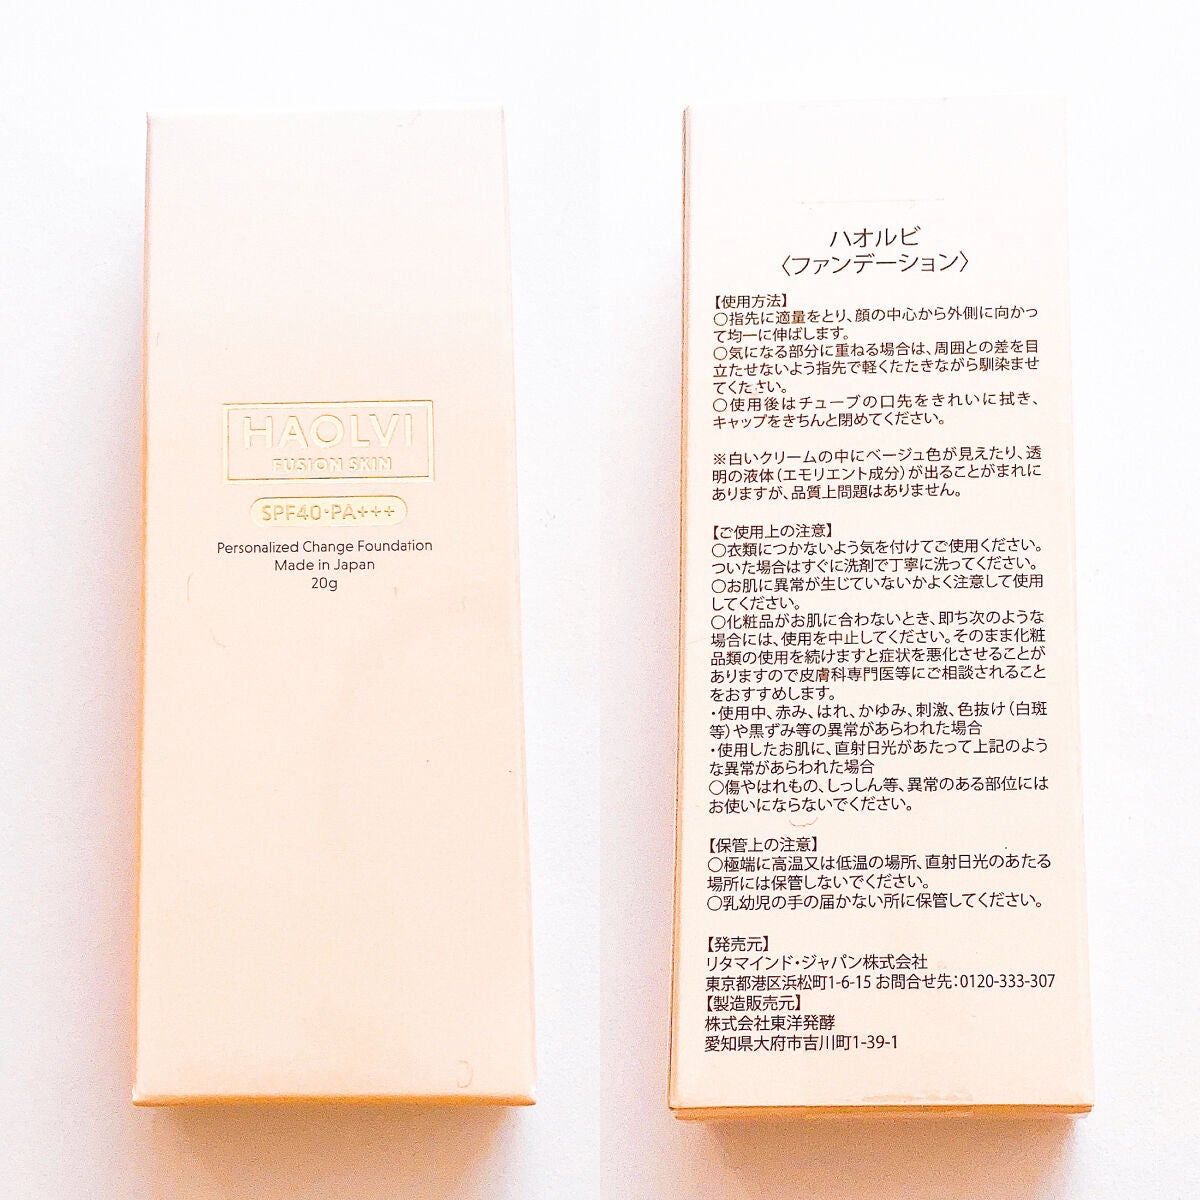 HAOLVI
FUSION SKIN
SPF40・PA+++
Personalized Change Foundation
Made in Japan
20g
ハオルビ
〈ファンデーション〉
【使用方法】
○指先に適量をとり、顔の中心から外側に向かっ
て均一に伸ばします。
○気になる部分に重ねる場合は、周囲との差を目
立たせないよう指先で軽くたたきながら馴染ませ
てください。
○使用後はチューブの口先をきれいに拭き、
キャップをきちんと閉めてください。
※白いクリームの中にベージュ色が見えたり、透
明の液体（エモリエント成分）が出ることがまれに
ありますが、品質上問題はありません。
【ご使用上の注意】
○衣類につかないよう気を付けてご使用ください。
ついた場合はすぐに洗剤で丁寧に洗ってください。
○お肌に異常が生じていないかよく注意して使用
してください。
○化粧品がお肌に合わないとき、即ち次のような
場合には、使用を中止してください。そのまま化粧
品類の使用を続けますと症状を悪化させることが
ありますので皮膚科専門医等にご相談されること
をおすすめします。
・使用中、赤み、はれ、かゆみ、刺激、色抜け（白斑
等）や黒ずみ等の異常があらわれた場合
・使用したお肌に、直射日光があたって上記のよう
な異常があらわれた場合
○傷やはれもの、しっしん等、異常のある部位には
お使いにならないでください。
【保管上の注意】
○極端に高温又は低温の場所、直射日光のあたる
場所には保管しないでください。
○乳幼児の手の届かない所に保管してください。
【発売元】
リタマインド・ジャパン株式会社
東京都港区浜松町1-6-15 お問合せ先：0120-333-307
【製造販売元】
株式会社東洋発酵
愛知県大府市吉川町1-39-1